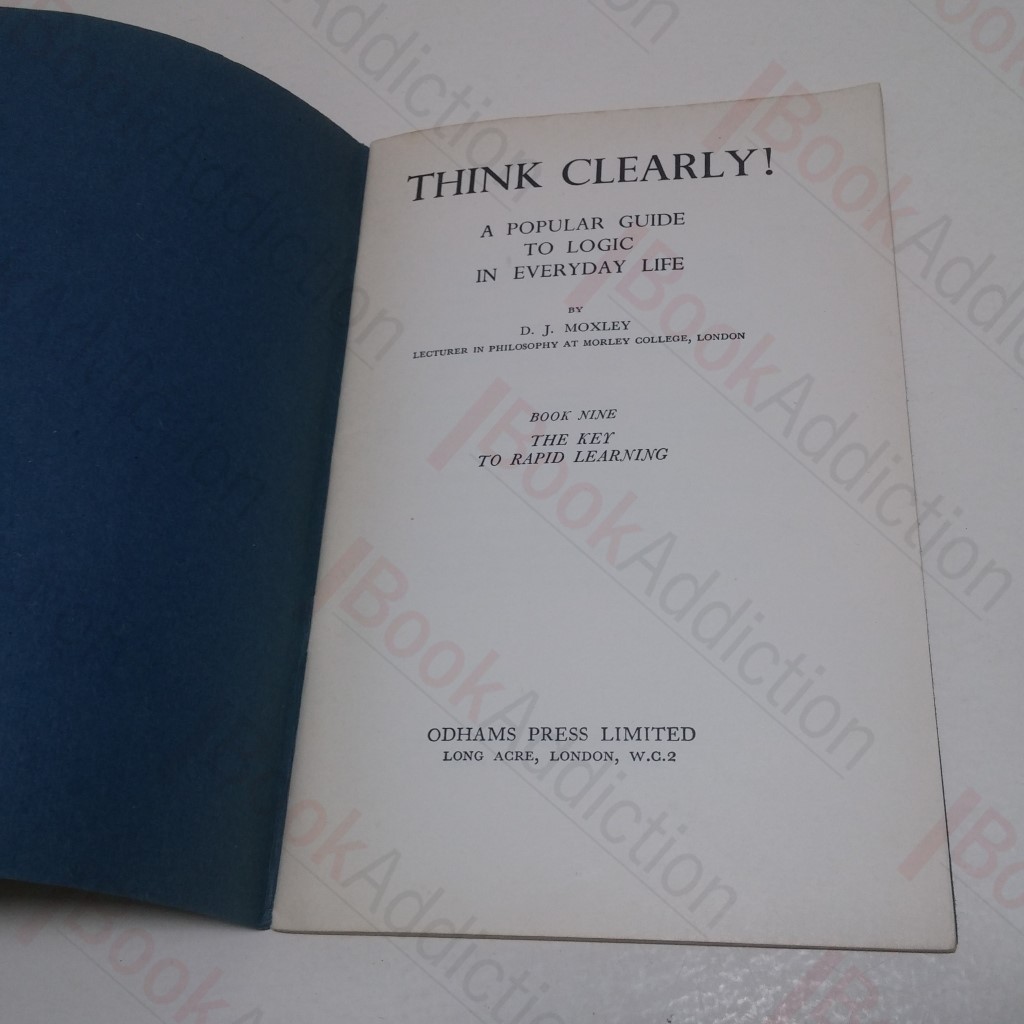 THINK CLEARLY!
A POPULAR GUIDE
TO LOGIC
IN EVERYDAY LIFE
BY
D. J. MOXLEY
LECTURER IN PHILOSOPHY AT MORLEY COLLEGE, LONDON
BOOK NINE
THE KEY
TO RAPID LEARNING
ODHAMS PRESS LIMITED
LONG ACRE, LONDON, W.C.2
BookAddiction